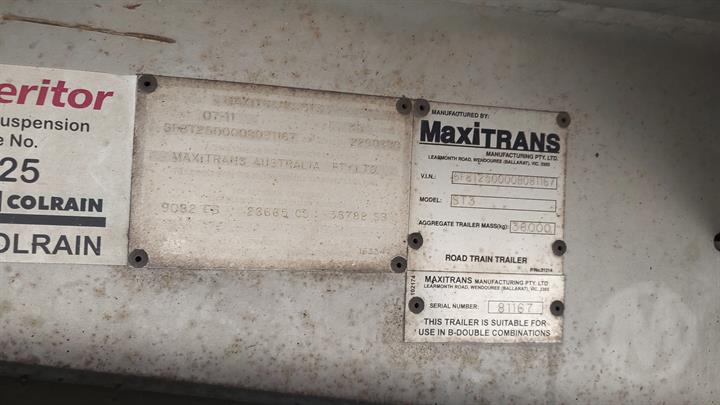 eritor
uspension
e No.
25
COLRAIN
OLRAIN
07-11
MAXITRANS AUSTRALIA PTY LTD
MANUFACTURED BY:
MaxiTRANS
MANUFACTURING PTY. LTD.
LEARMONTH ROAD, WENDOUREE (BALLARAT), VIC. 3355
V.I.N.:
MODEL: ST3
AGGREGATE TRAILER MASS(kg): 38000
ROAD TRAIN TRAILER
MAXITRANS MANUFACTURING PTY. LTD
LEARMONTH ROAD, WENDOUREE (BALLARAT), VIC. 3355
SERIAL NUMBER: 81167
THIS TRAILER IS SUITABLE FOR
USE IN B-DOUBLE COMBINATIONS
102174